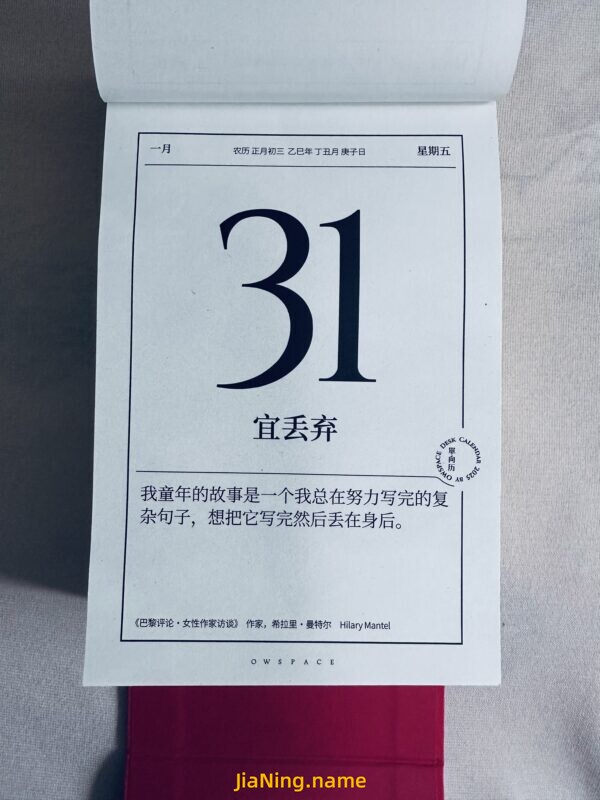 一月 农历 正月初三 乙巳年 丁丑月 庚子日 星期五
31
宜丢弃
DESK CALENDAR 2025 BY OWSPACE
單向历
我童年的故事是一个我总在努力写完的复
杂句子，想把它写完然后丢在身后。
《巴黎评论·女性作家访谈》 作家，希拉里·曼特尔 Hilary Mantel
OWSPACE
JiaNing.name